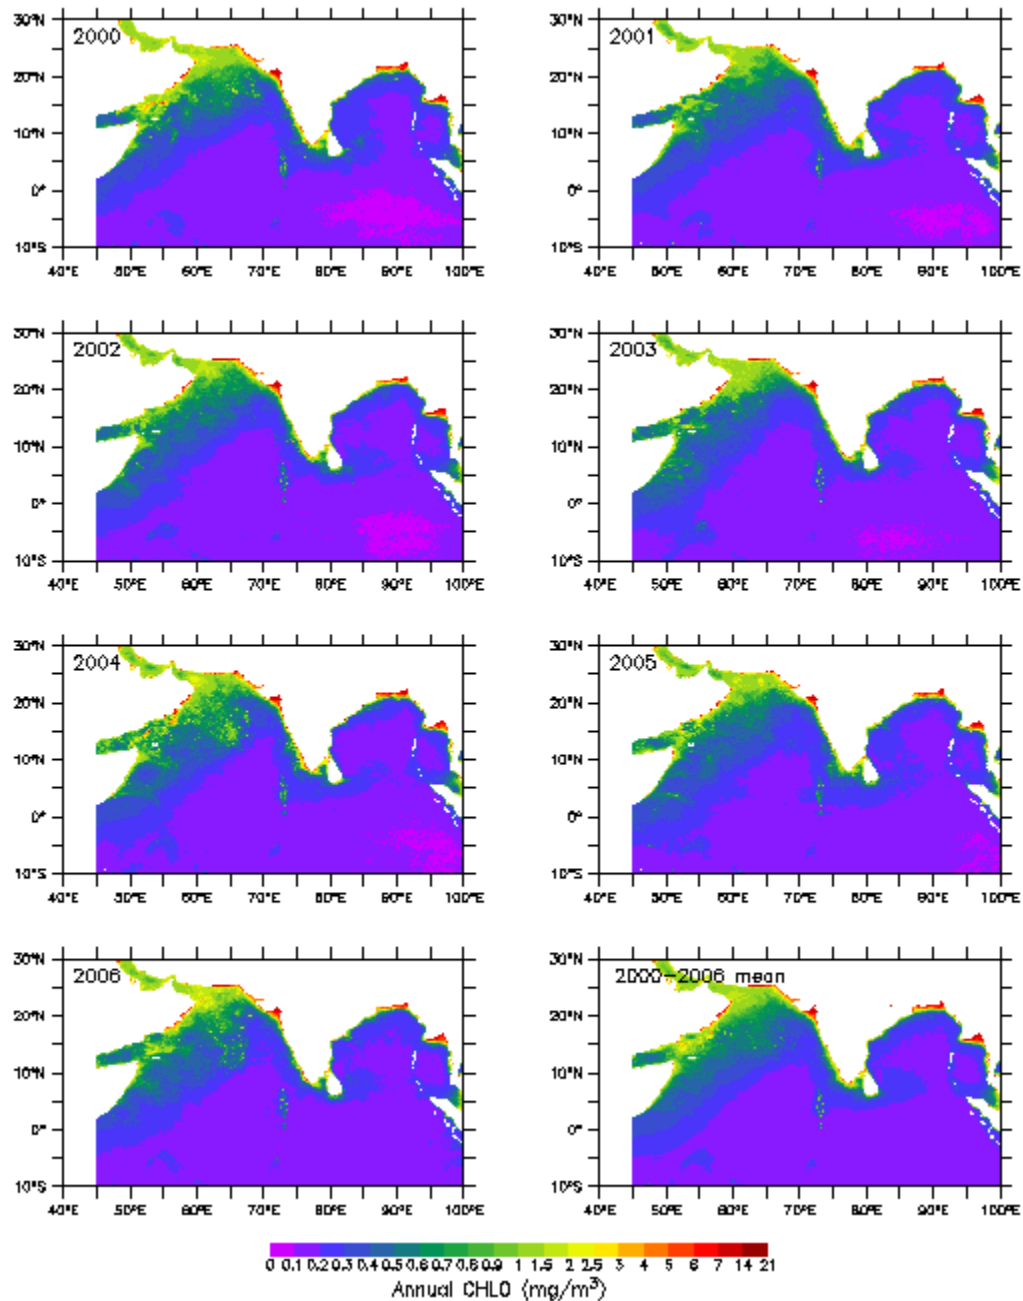 30°N 30°N
2000 2001
20°N 20°N
10°N 10°N
0° 0°
10°S 10°S
40°E 50°E 60°E 70°E 80°E 90°E 100°E 40°E 50°E 60°E 70°E 80°E 90°E 100°E
30°N 30°N
2002 2003
20°N 20°N
10°N 10°N
0° 0°
10°S 10°S
40°E 50°E 60°E 70°E 80°E 90°E 100°E 40°E 50°E 60°E 70°E 80°E 90°E 100°E
30°N 30°N
2004 2005
20°N 20°N
10°N 10°N
0° 0°
10°S 10°S
40°E 50°E 60°E 70°E 80°E 90°E 100°E 40°E 50°E 60°E 70°E 80°E 90°E 100°E
30°N 30°N
2006 2000-2006 mean
20°N 20°N
10°N 10°N
0° 0°
10°S 10°S
40°E 50°E 60°E 70°E 80°E 90°E 100°E 40°E 50°E 60°E 70°E 80°E 90°E 100°E
0 0.1 0.2 0.3 0.4 0.5 0.6 0.7 0.8 0.9 1 1.5 2 2.5 3 4 5 6 7 14 21
Annual CHLO (mg/m³)